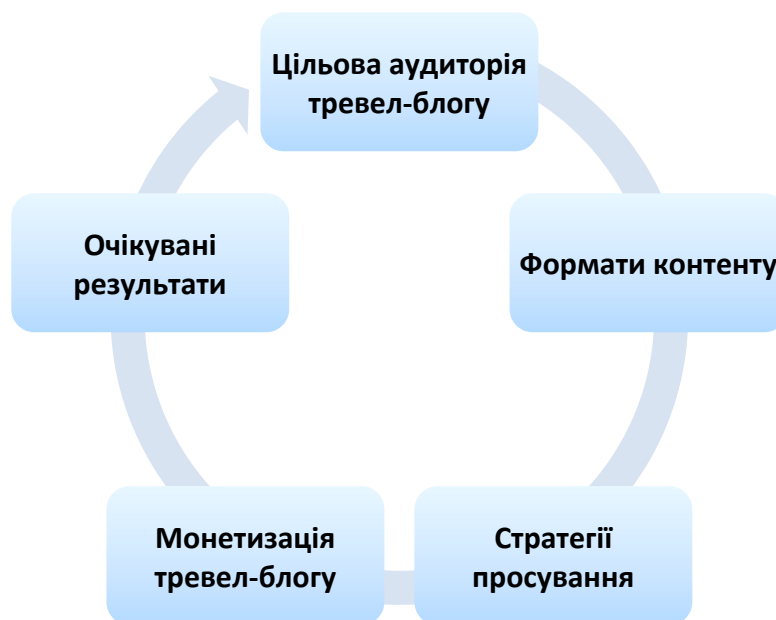 Цільова аудиторія
тревел-блогу
Формати контенту
Стратегії
просування
Монетизація
тревел-блогу
Очікувані
результати